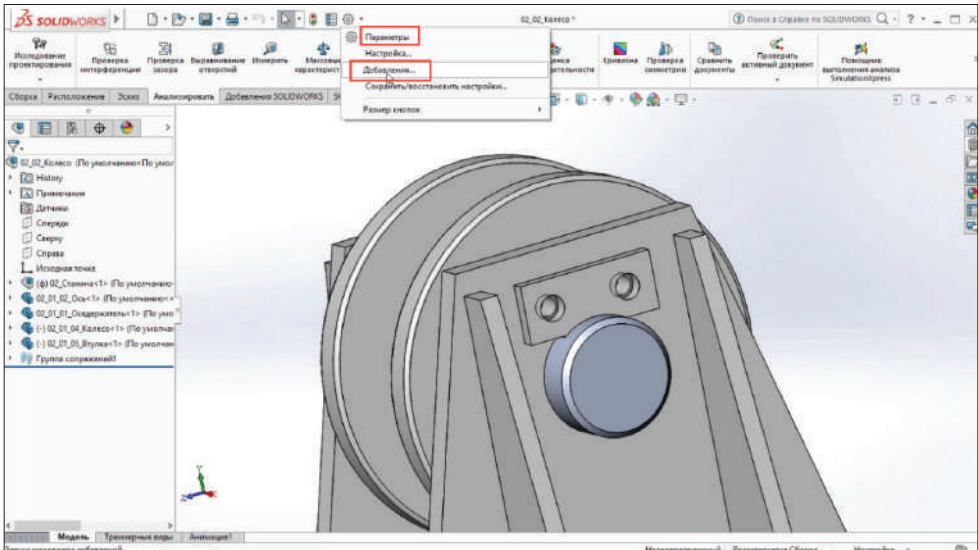 SOLIDWORKS
02_02_Колесо *
Поиск в Справке по SOLIDWORKS
Параметры
Настройка...
Добавления...
Сохранить/восстановить настройки...
Размер кнопок
Исследование проектирования
Проверка интерференции
Проверка зазора
Выравнивание отверстий
Измерить
Массовые характерист
Кривизна
Проверка симметрии
Сравнить документы
Проверить активный документ
Помощник выполнения анализа SimulationXpress
Сборка
Расположение
Эскиз
Анализировать
Добавления SOLIDWORKS
02_02_Колесо (По умолчанию<По умол
History
Примечания
Датчики
Спереди
Сверху
Справа
Исходная точка
(ф) 02_Станина<1> (По умолчанию
02_01_02_Ось<1> (По умолчанию<<
02_01_01_Оседержатель<1> (По умо
(-) 02_01_04_Колесо<1> (По умолча
(-) 02_01_05_Втулка<1> (По умолчан
Группа сопряжений1
Y
Z
X
Модель
Трехмерные виды
Анимация1